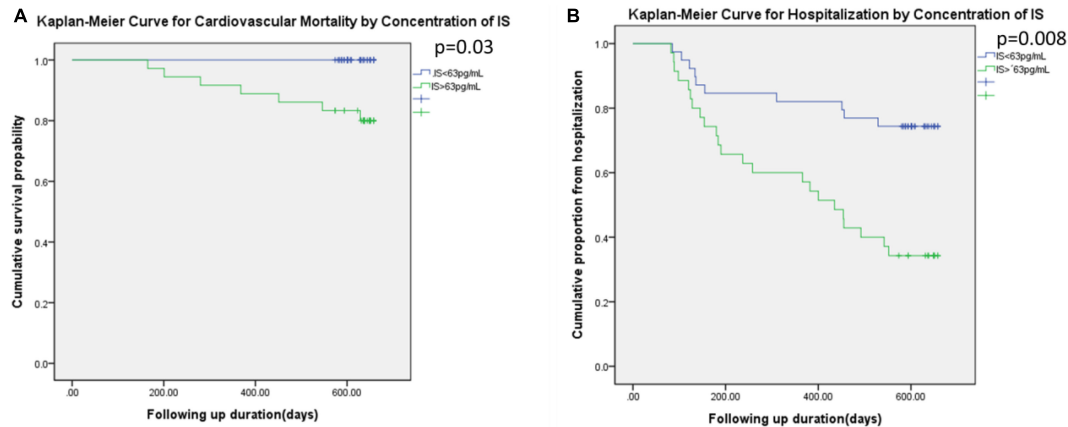 A
Kaplan-Meier Curve for Cardiovascular Mortality by Concentration of IS
p=0.03
IS<63pg/mL
IS>63pg/mL
1.0
0.8
0.6
0.4
0.2
0.0
Cumulative survival propability
.00
200.00
400.00
600.00
Following up duration(days)
B
Kaplan-Meier Curve for Hospitalization by Concentration of IS
p=0.008
IS<63pg/mL
IS>´63pg/mL
1.0
0.8
0.6
0.4
0.2
0.0
Cumulative proportion from hospitalization
.00
200.00
400.00
600.00
Following up duration(days)